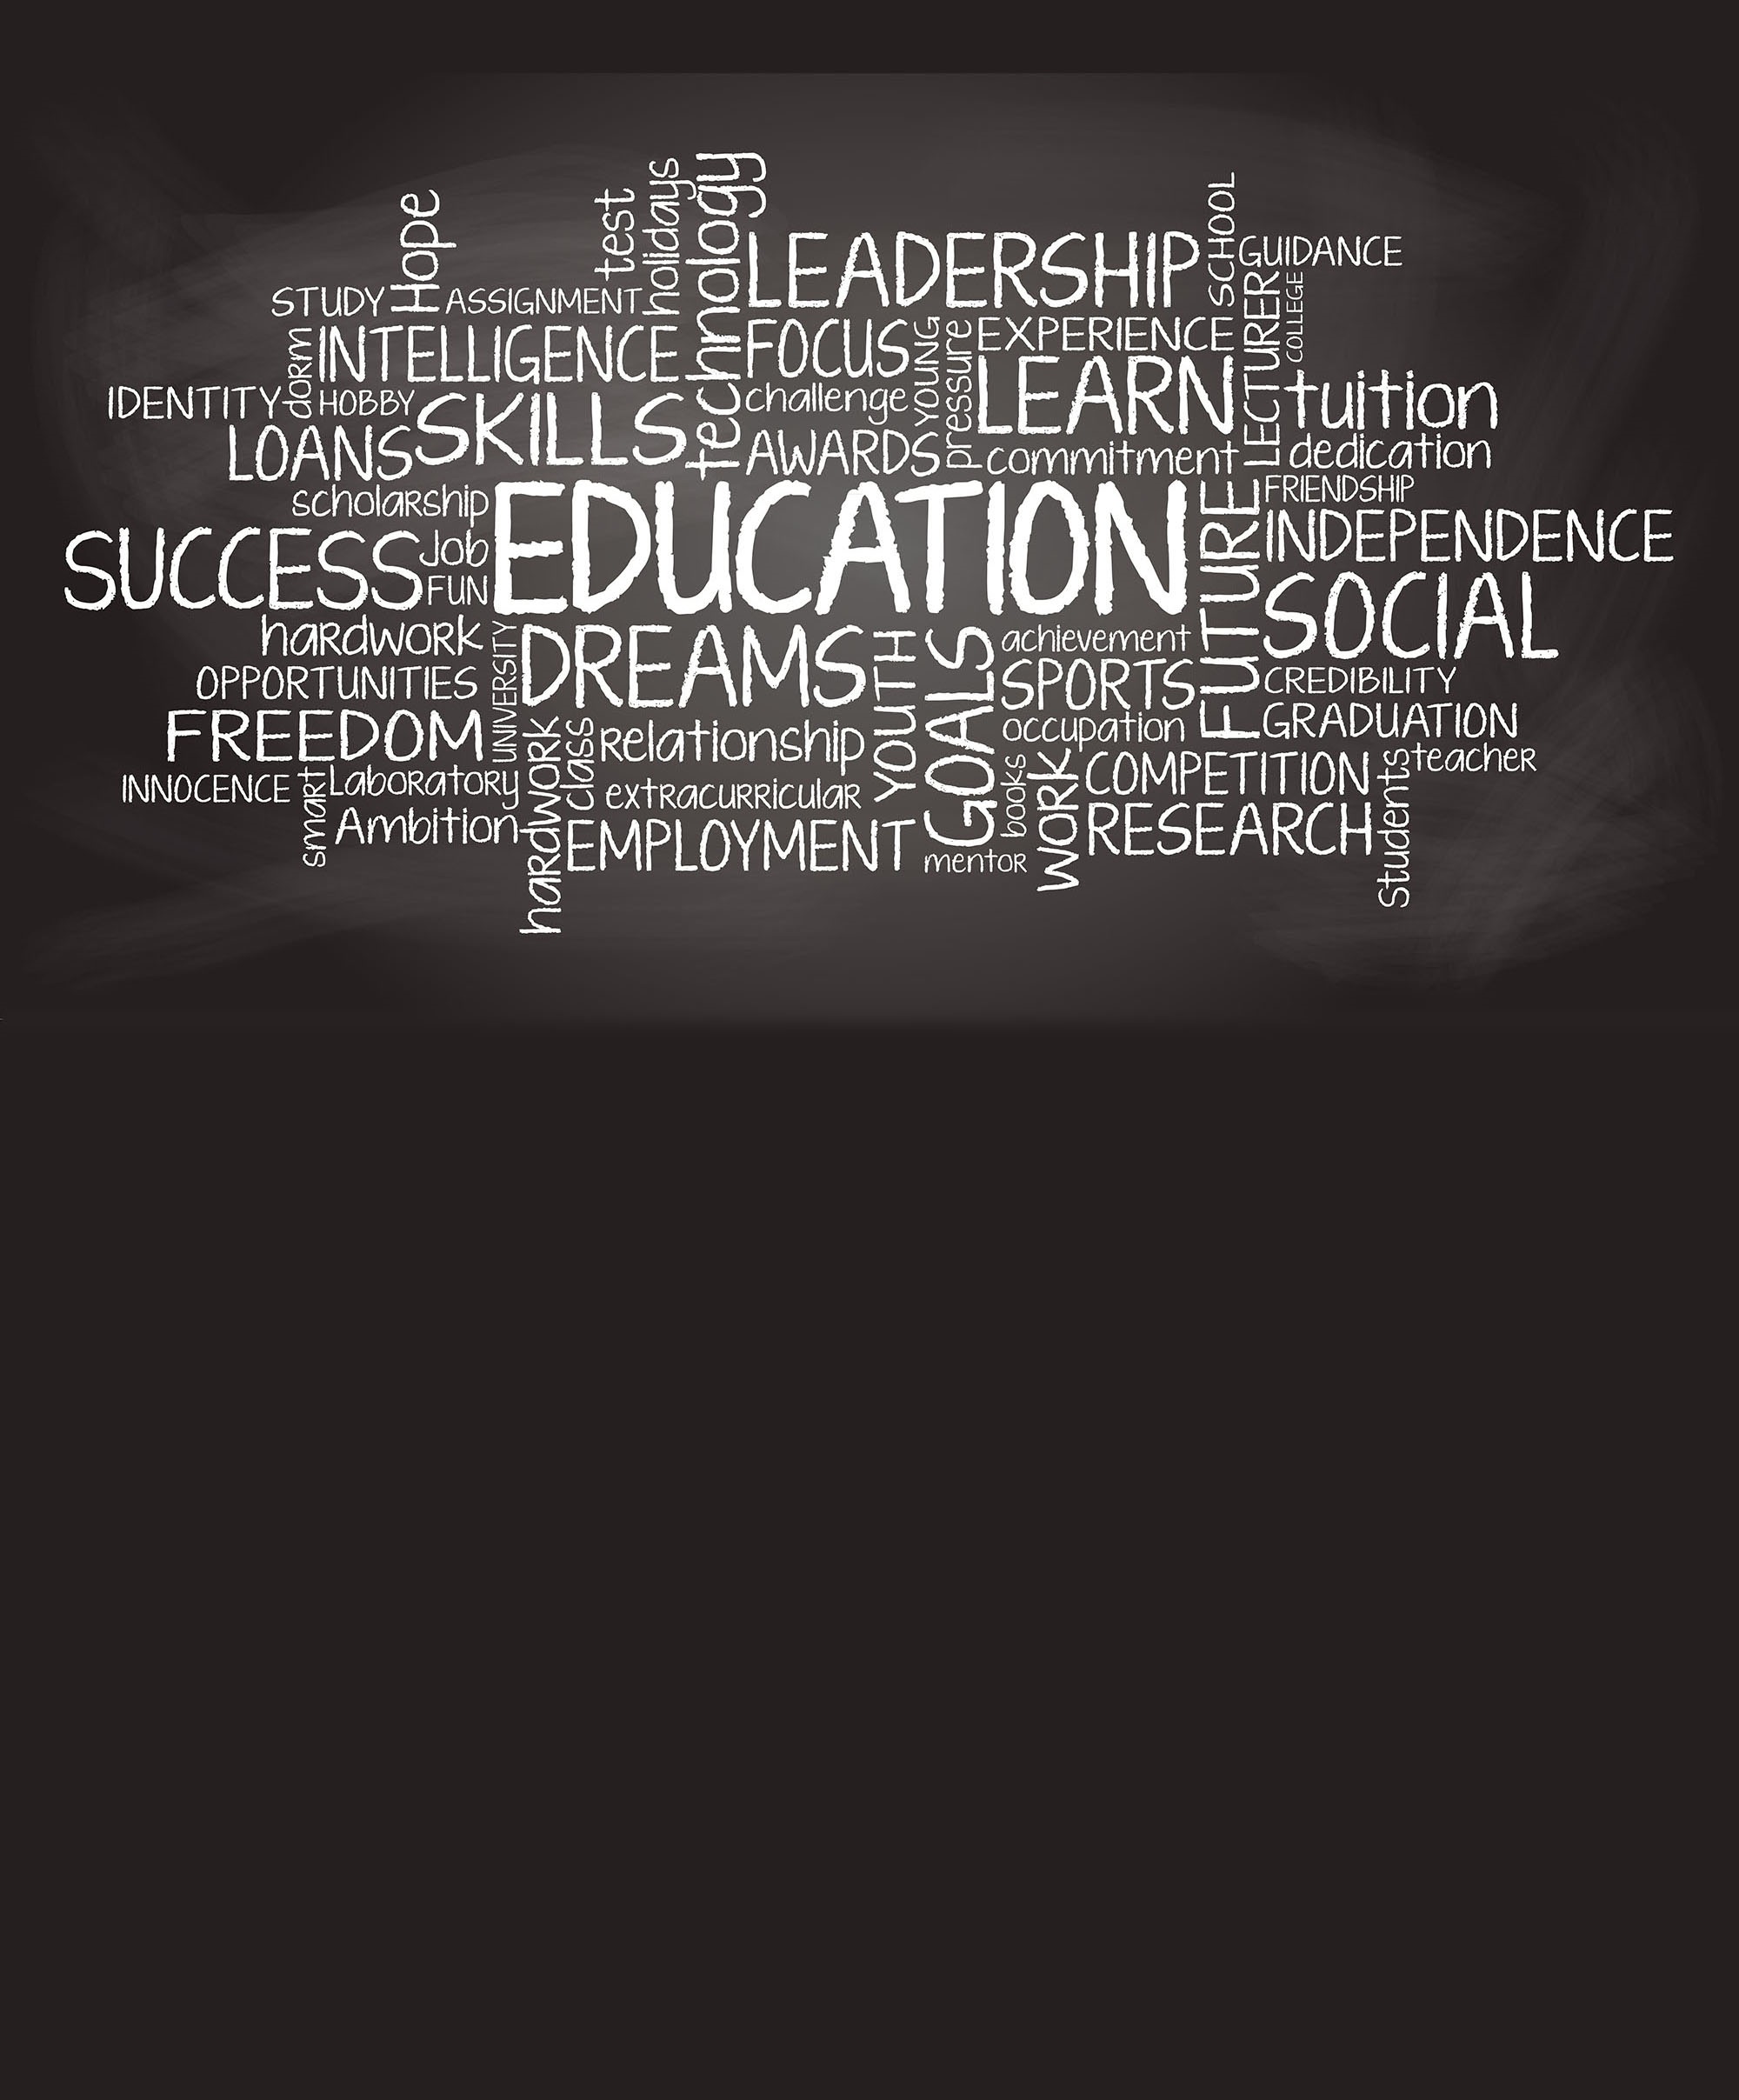 Hope
test
holidays
technology
SCHOOL
LEADERSHIP
GUIDANCE
STUDY
ASSIGNMENT
LECTURER
COLLEGE
dorm
INTELLIGENCE
FOCUS
YOUNG
pressure
EXPERIENCE
LEARN
tuition
IDENTITY
HOBBY
SKILLS
challenge
LOANS
AWARDS
commitment
dedication
scholarship
EDUCATION
FUTURE
FRIENDSHIP
INDEPENDENCE
SUCCESS
Job
FUN
SOCIAL
hardwork
UNIVERSITY
DREAMS
YOUTH
GOALS
achievement
OPPORTUNITIES
SPORTS
CREDIBILITY
FREEDOM
hardwork
class
relationship
occupation
GRADUATION
INNOCENCE
smart
Laboratory
extracurricular
books
WORK
COMPETITION
Students
teacher
Ambition
EMPLOYMENT
mentor
RESEARCH